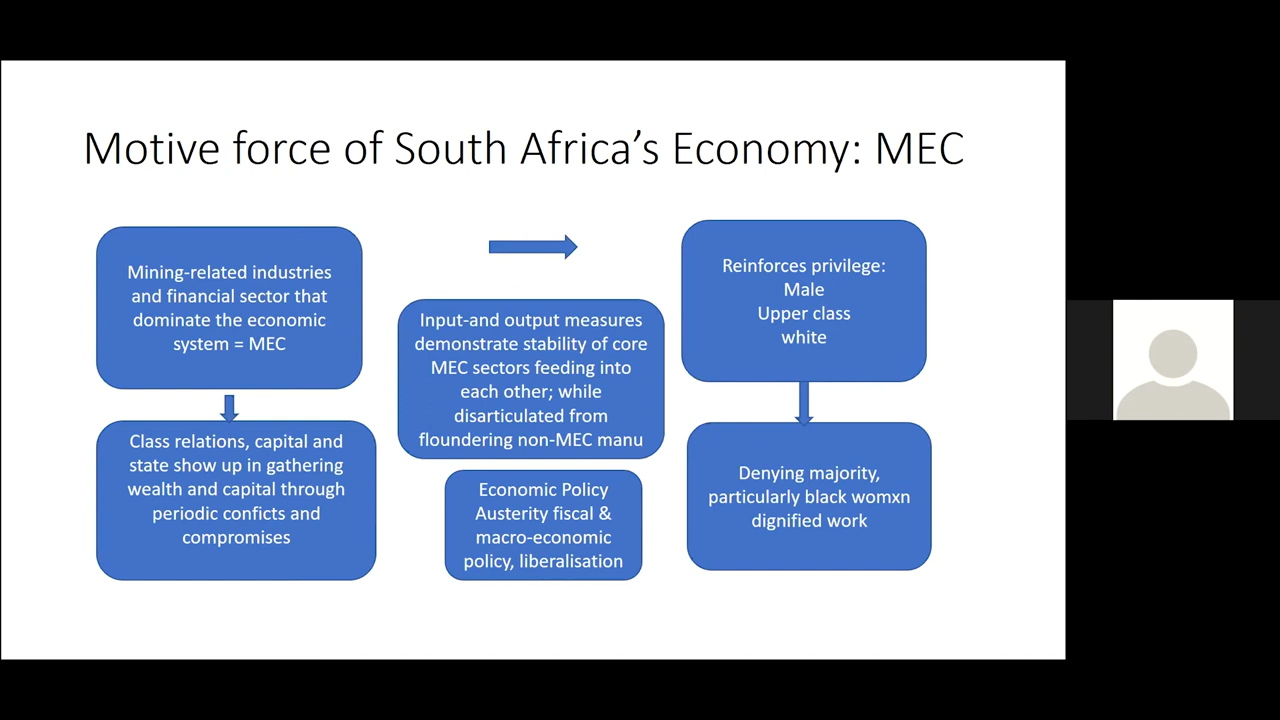 Motive force of South Africa’s Economy: MEC
Mining-related industries
and financial sector that
dominate the economic
system = MEC
Class relations, capital and
state show up in gathering
wealth and capital through
periodic conficts and
compromises
Input-and output measures
demonstrate stability of core
MEC sectors feeding into
each other; while
disarticulated from
floundering non-MEC manu
Economic Policy
Austerity fiscal &
macro-economic
policy, liberalisation
Reinforces privilege:
Male
Upper class
white
Denying majority,
particularly black womxn
dignified work